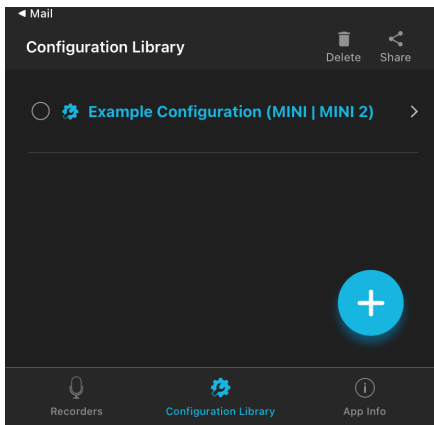 ◀ Mail
Configuration Library
Delete Share
Example Configuration (MINI | MINI 2)
Recorders Configuration Library App Info